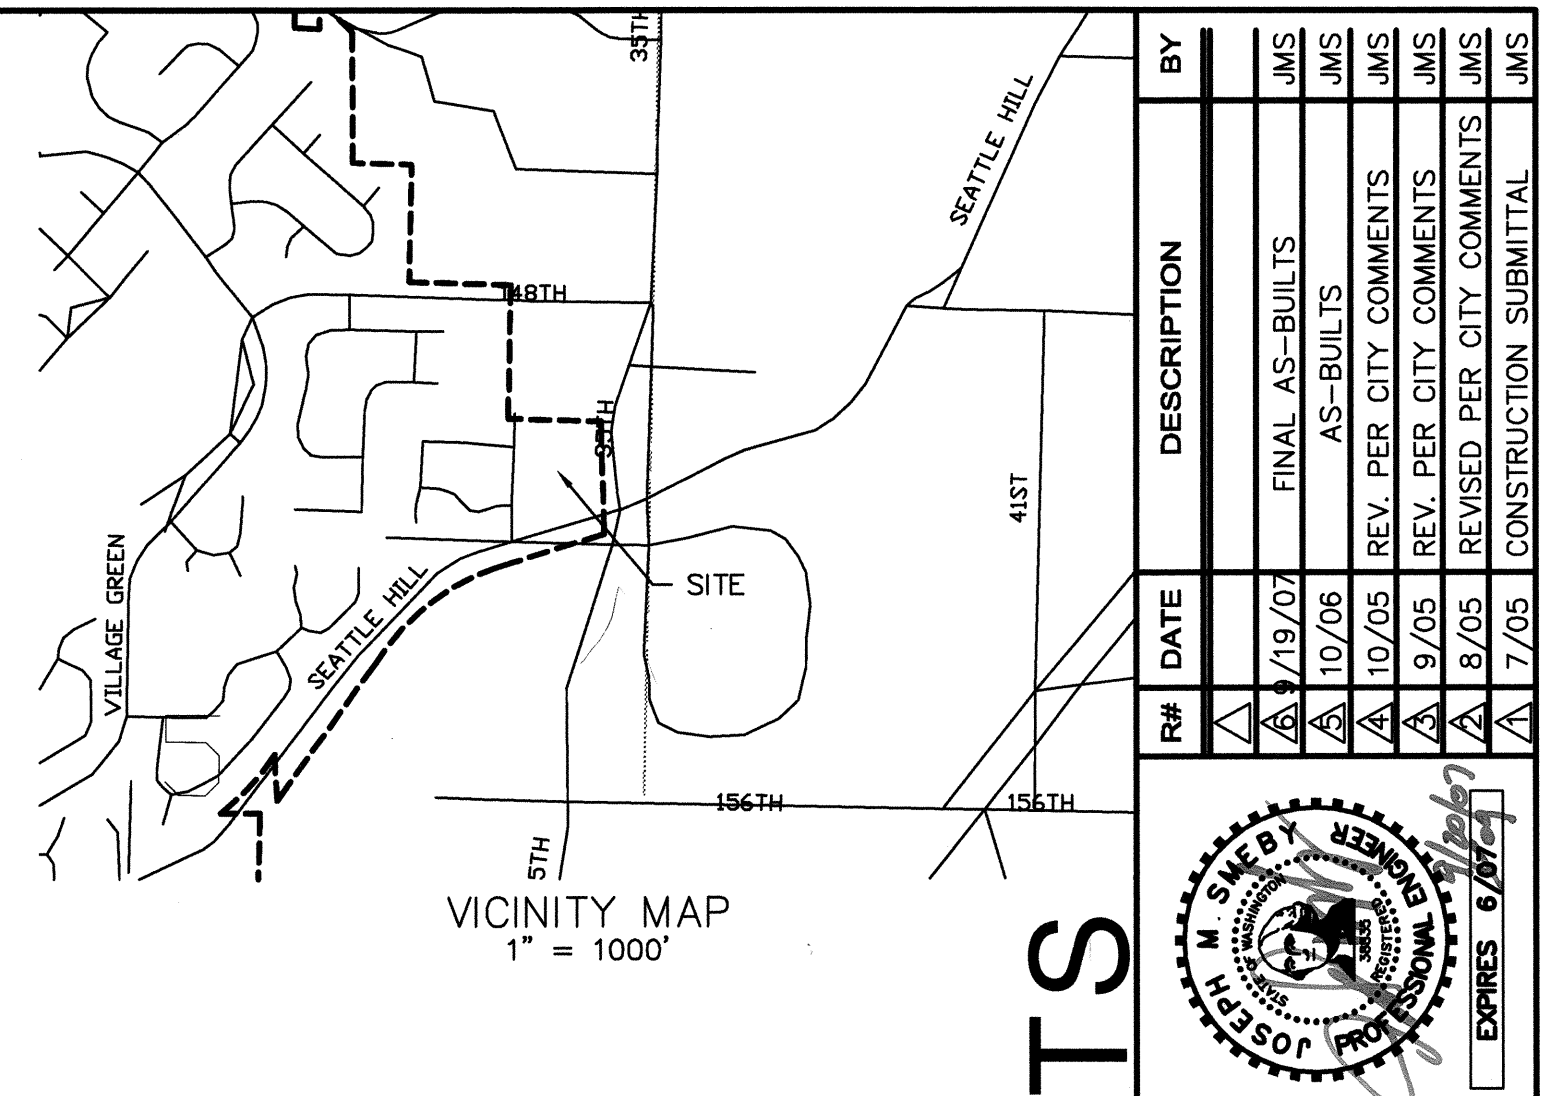 35TH
SEATTLE HILL
148TH
35TH
41ST
SITE
VILLAGE GREEN
SEATTLE HILL
156TH
156TH
5TH
VICINITY MAP
1" = 1000'
TS
R# DATE DESCRIPTION BY
6 9/19/07 FINAL AS-BUILTS JMS
5 10/06 AS-BUILTS JMS
4 10/05 REV. PER CITY COMMENTS JMS
3 9/05 REV. PER CITY COMMENTS JMS
2 8/05 REVISED PER CITY COMMENTS JMS
1 7/05 CONSTRUCTION SUBMITTAL JMS
JOSEPH M. SMEBY
STATE OF WASHINGTON
38835
REGISTERED
PROFESSIONAL ENGINEER
EXPIRES 6/07